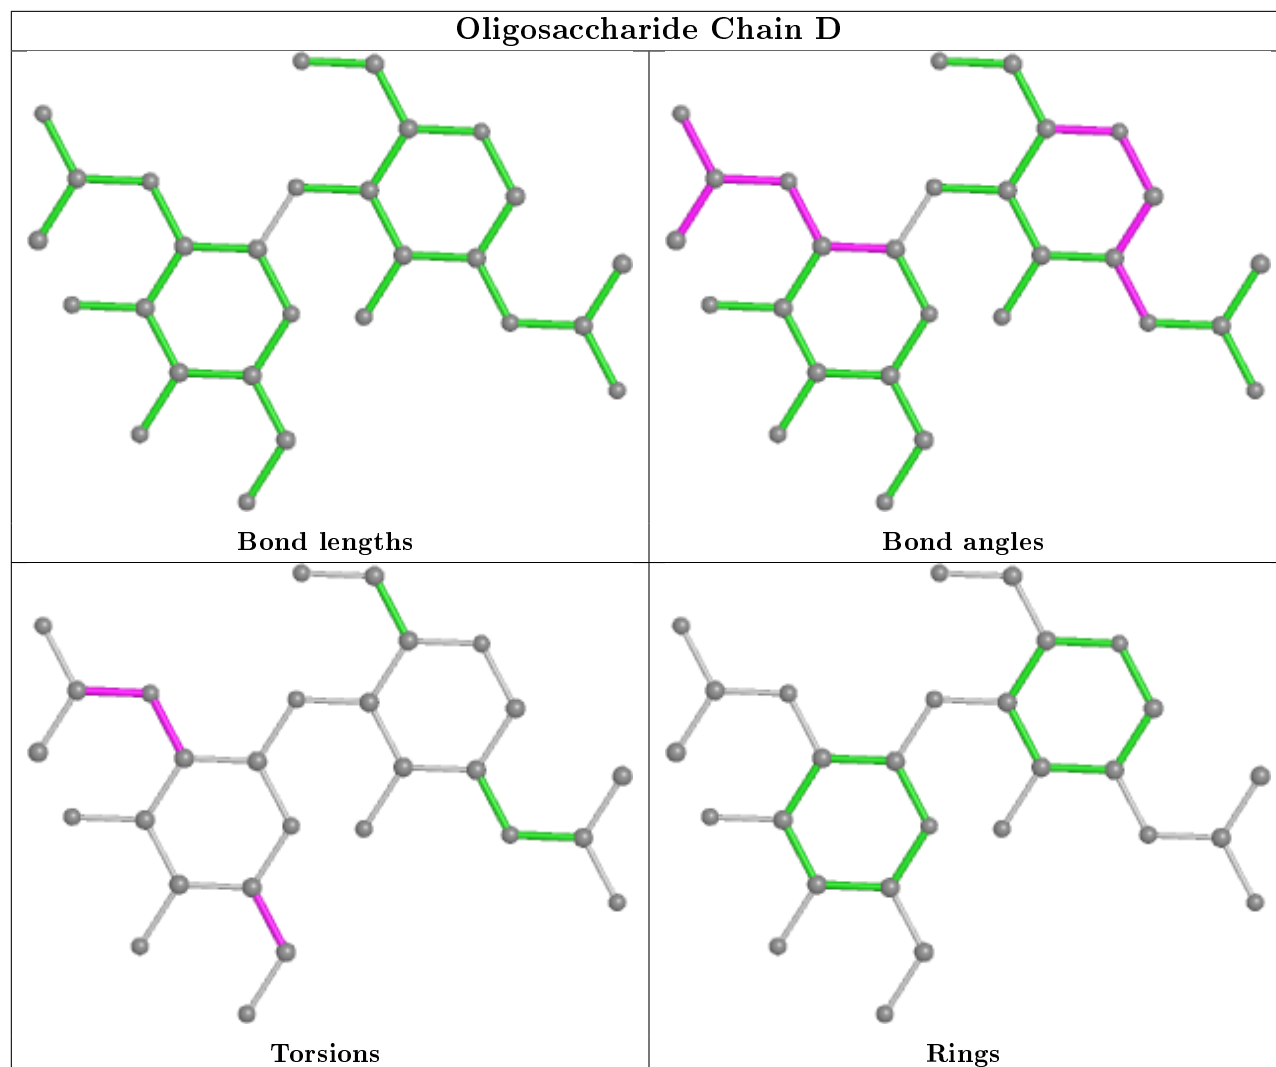 Oligosaccharide Chain D
Bond lengths
Bond angles
Torsions
Rings